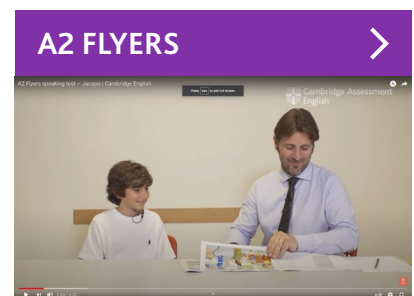 A2 FLYERS
A2 Flyers speaking test – Jacopo | Cambridge English
Press esc to exit full screen
Cambridge Assessment
English